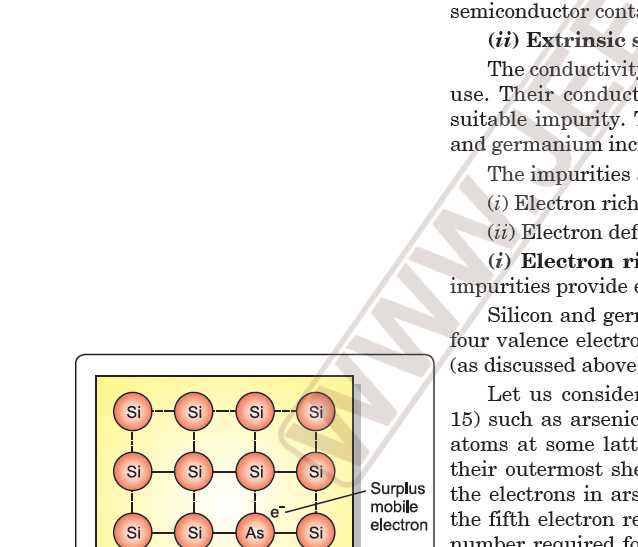 semiconductor conta
(ii) Extrinsic s
The conductivity
use. Their conduct
suitable impurity. T
and germanium inc
The impurities
(i) Electron rich
(ii) Electron def
(i) Electron ri
impurities provide e
Silicon and ger
four valence electro
(as discussed above
Let us consider
15) such as arsenic
atoms at some latt
their outermost she
the electrons in ars
the fifth electron re
number required fo
Si Si Si Si
Si Si Si Si
Surplus
mobile
electron
e-
Si Si As Si
WWW.JEE